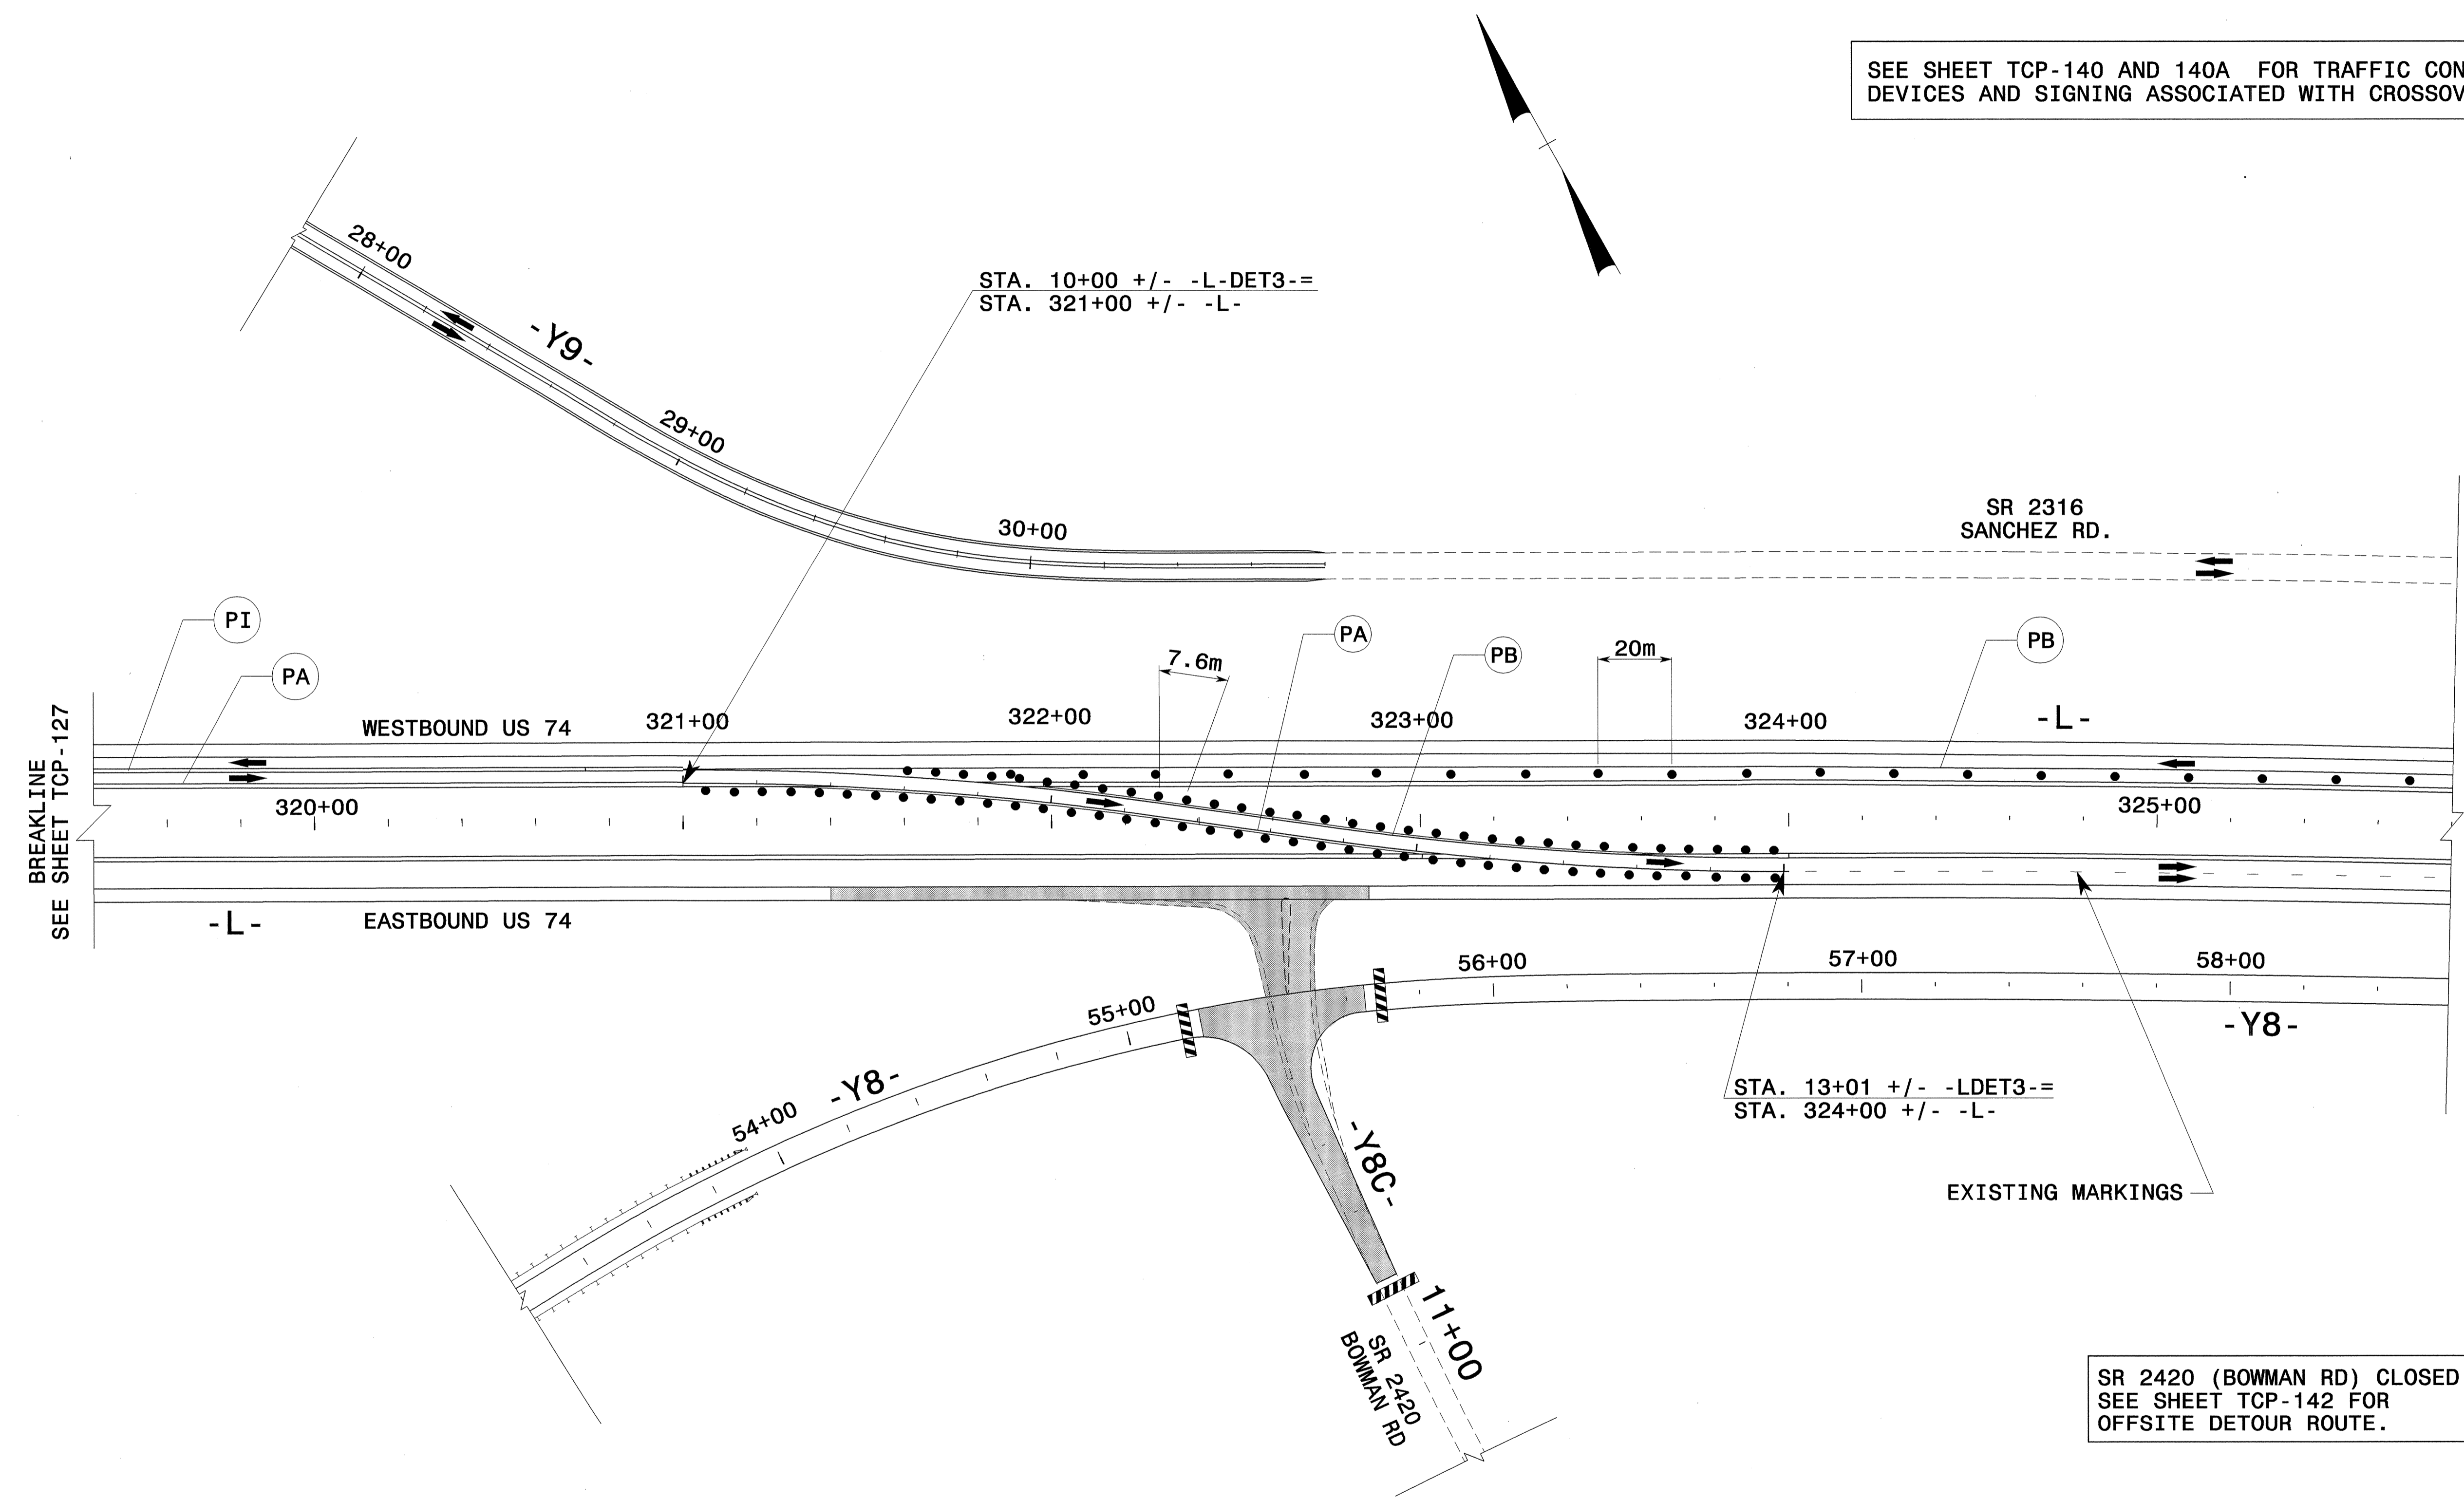 SEE SHEET TCP-140 AND 140A FOR TRAFFIC CON
DEVICES AND SIGNING ASSOCIATED WITH CROSSOV
28+00
-Y9-
STA. 10+00 +/- -L-DET3-=
STA. 321+00 +/- -L-
29+00
30+00
SR 2316
SANCHEZ RD.
PI
PA
7.6m
PA
PB
20m
PB
BREAKLINE
SEE SHEET TCP-127
WESTBOUND US 74
321+00
322+00
323+00
324+00
-L-
320+00
325+00
-L-
EASTBOUND US 74
54+00
-Y8-
55+00
56+00
57+00
58+00
-Y8-
STA. 13+01 +/- -LDET3-=
STA. 324+00 +/- -L-
EXISTING MARKINGS
-Y8C-
11+00
SR 2420
BOWMAN RD
SR 2420 (BOWMAN RD) CLOSED
SEE SHEET TCP-142 FOR
OFFSITE DETOUR ROUTE.